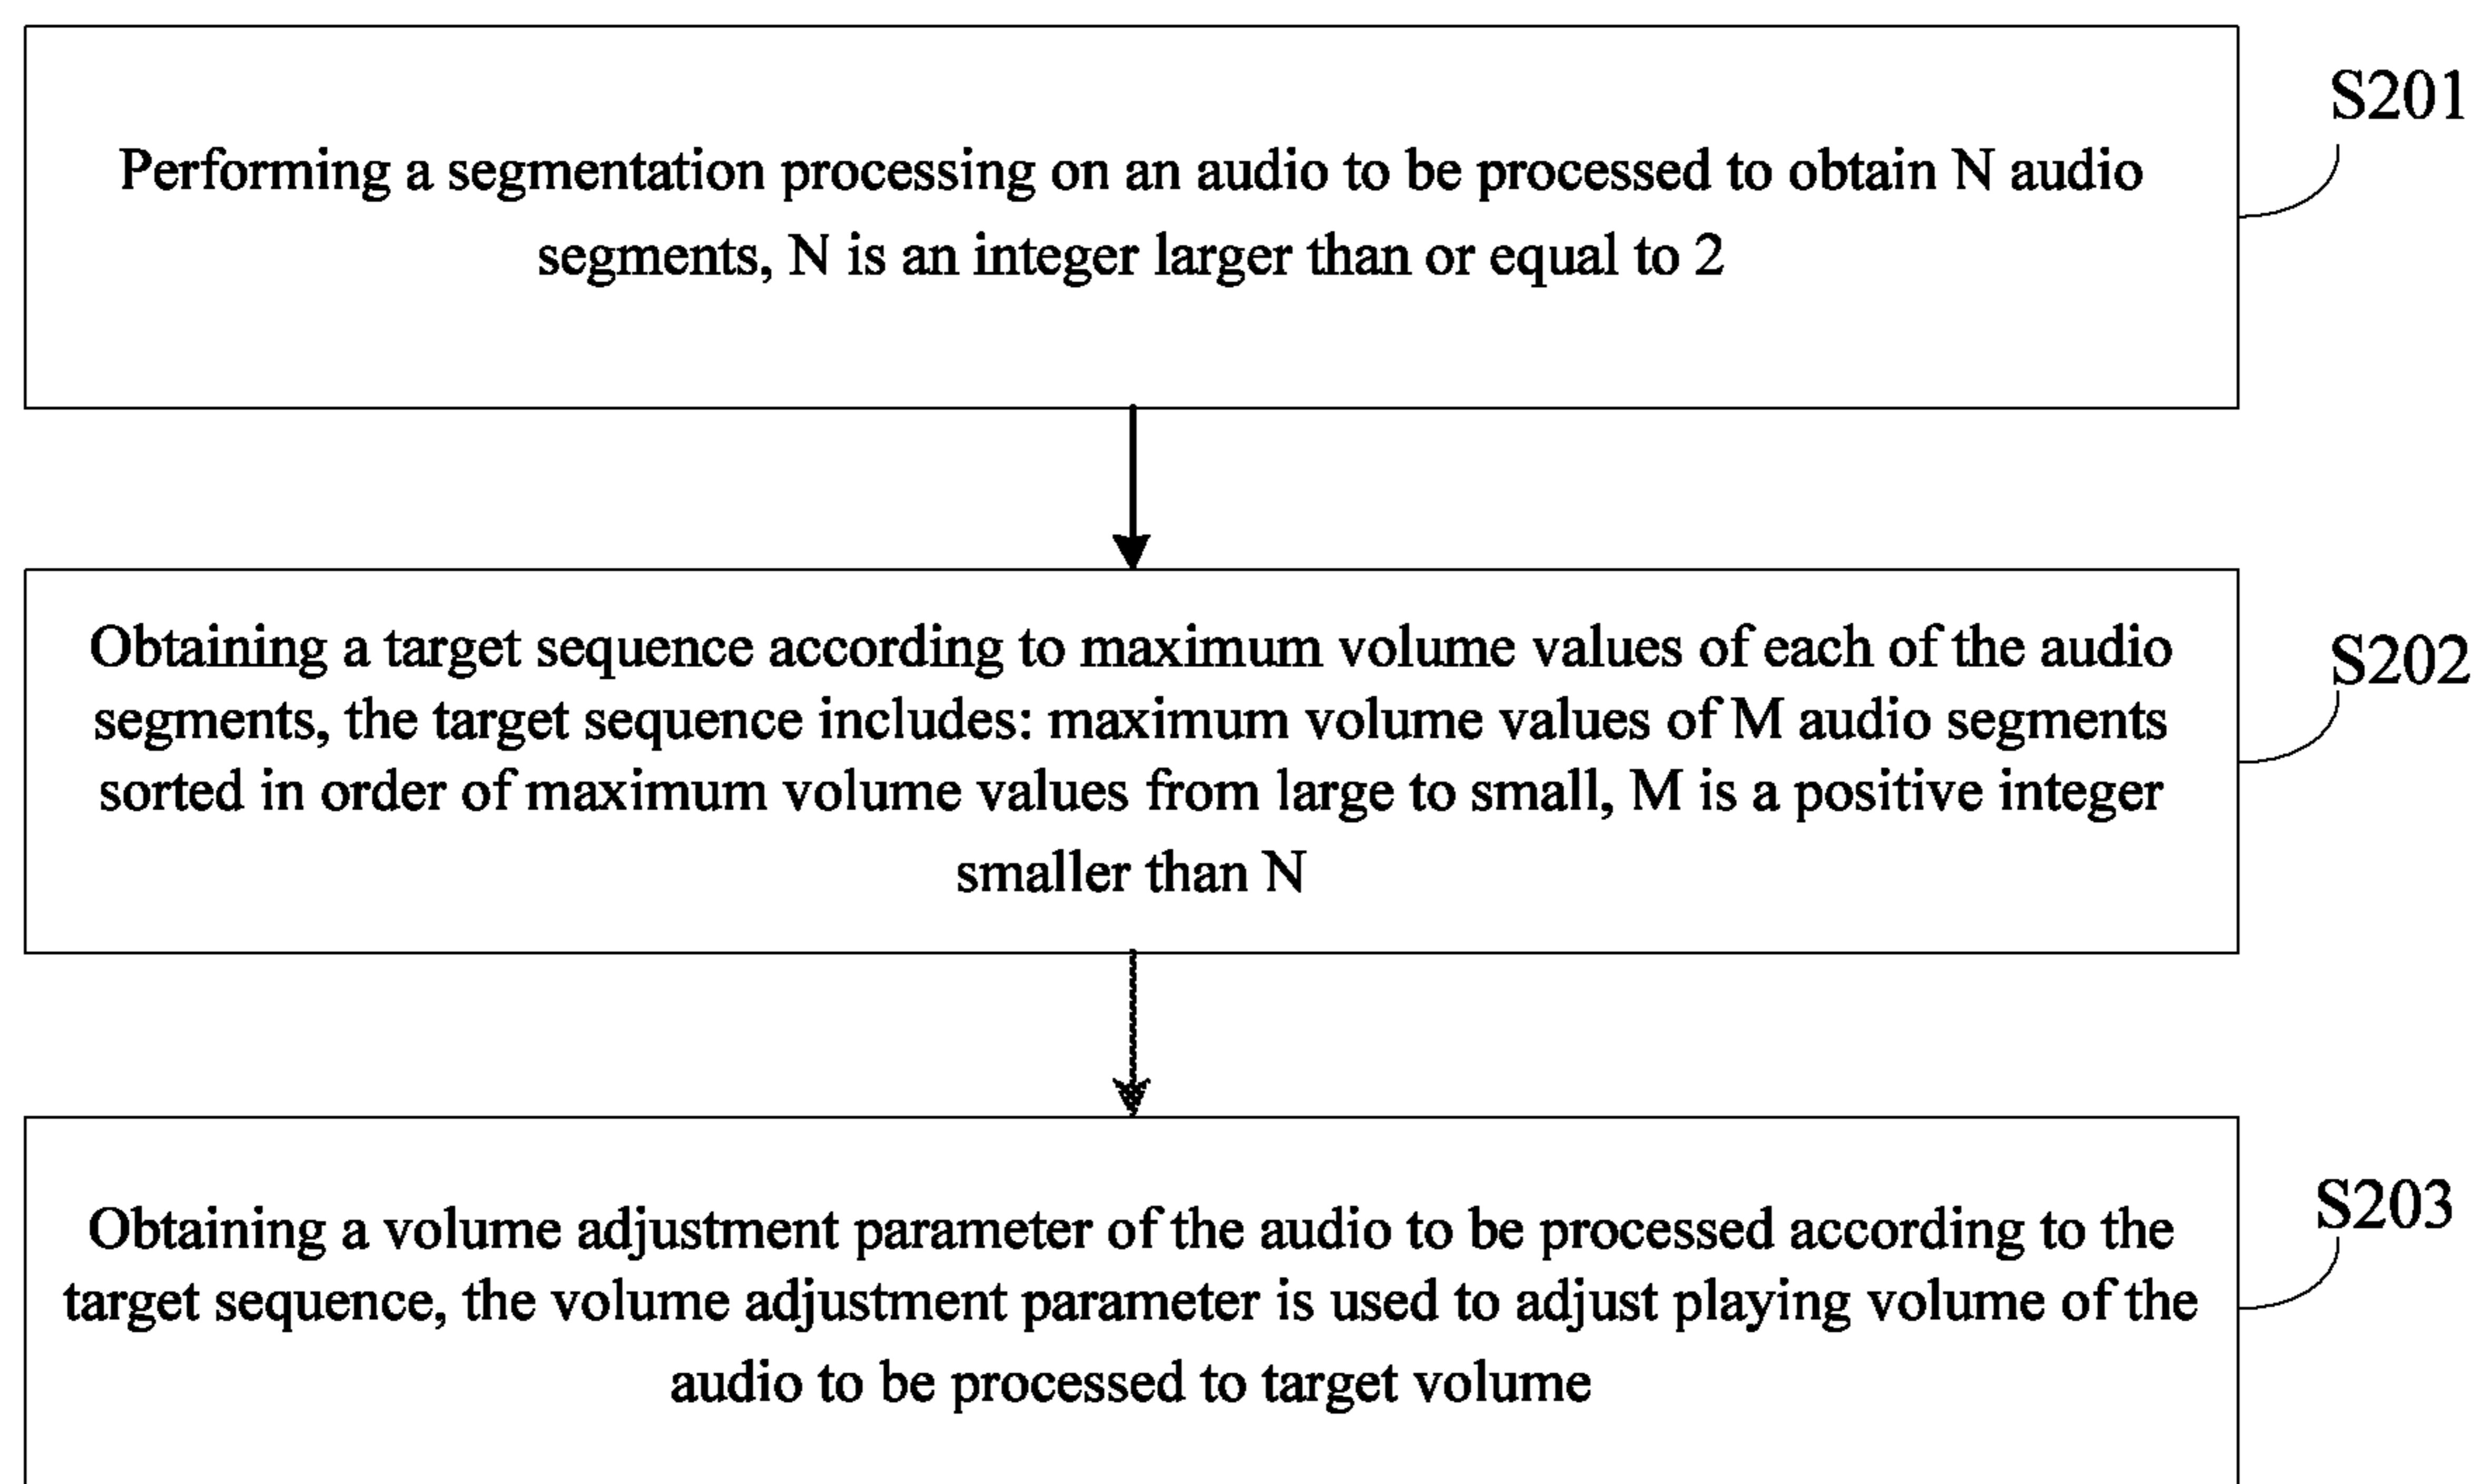 S201
Performing a segmentation processing on an audio to be processed to obtain N audio
segments, N is an integer larger than or equal to 2
S202
Obtaining a target sequence according to maximum volume values of each of the audio
segments, the target sequence includes: maximum volume values of M audio segments
sorted in order of maximum volume values from large to small, M is a positive integer
smaller than N
S203
Obtaining a volume adjustment parameter of the audio to be processed according to the
target sequence, the volume adjustment parameter is used to adjust playing volume of the
audio to be processed to target volume